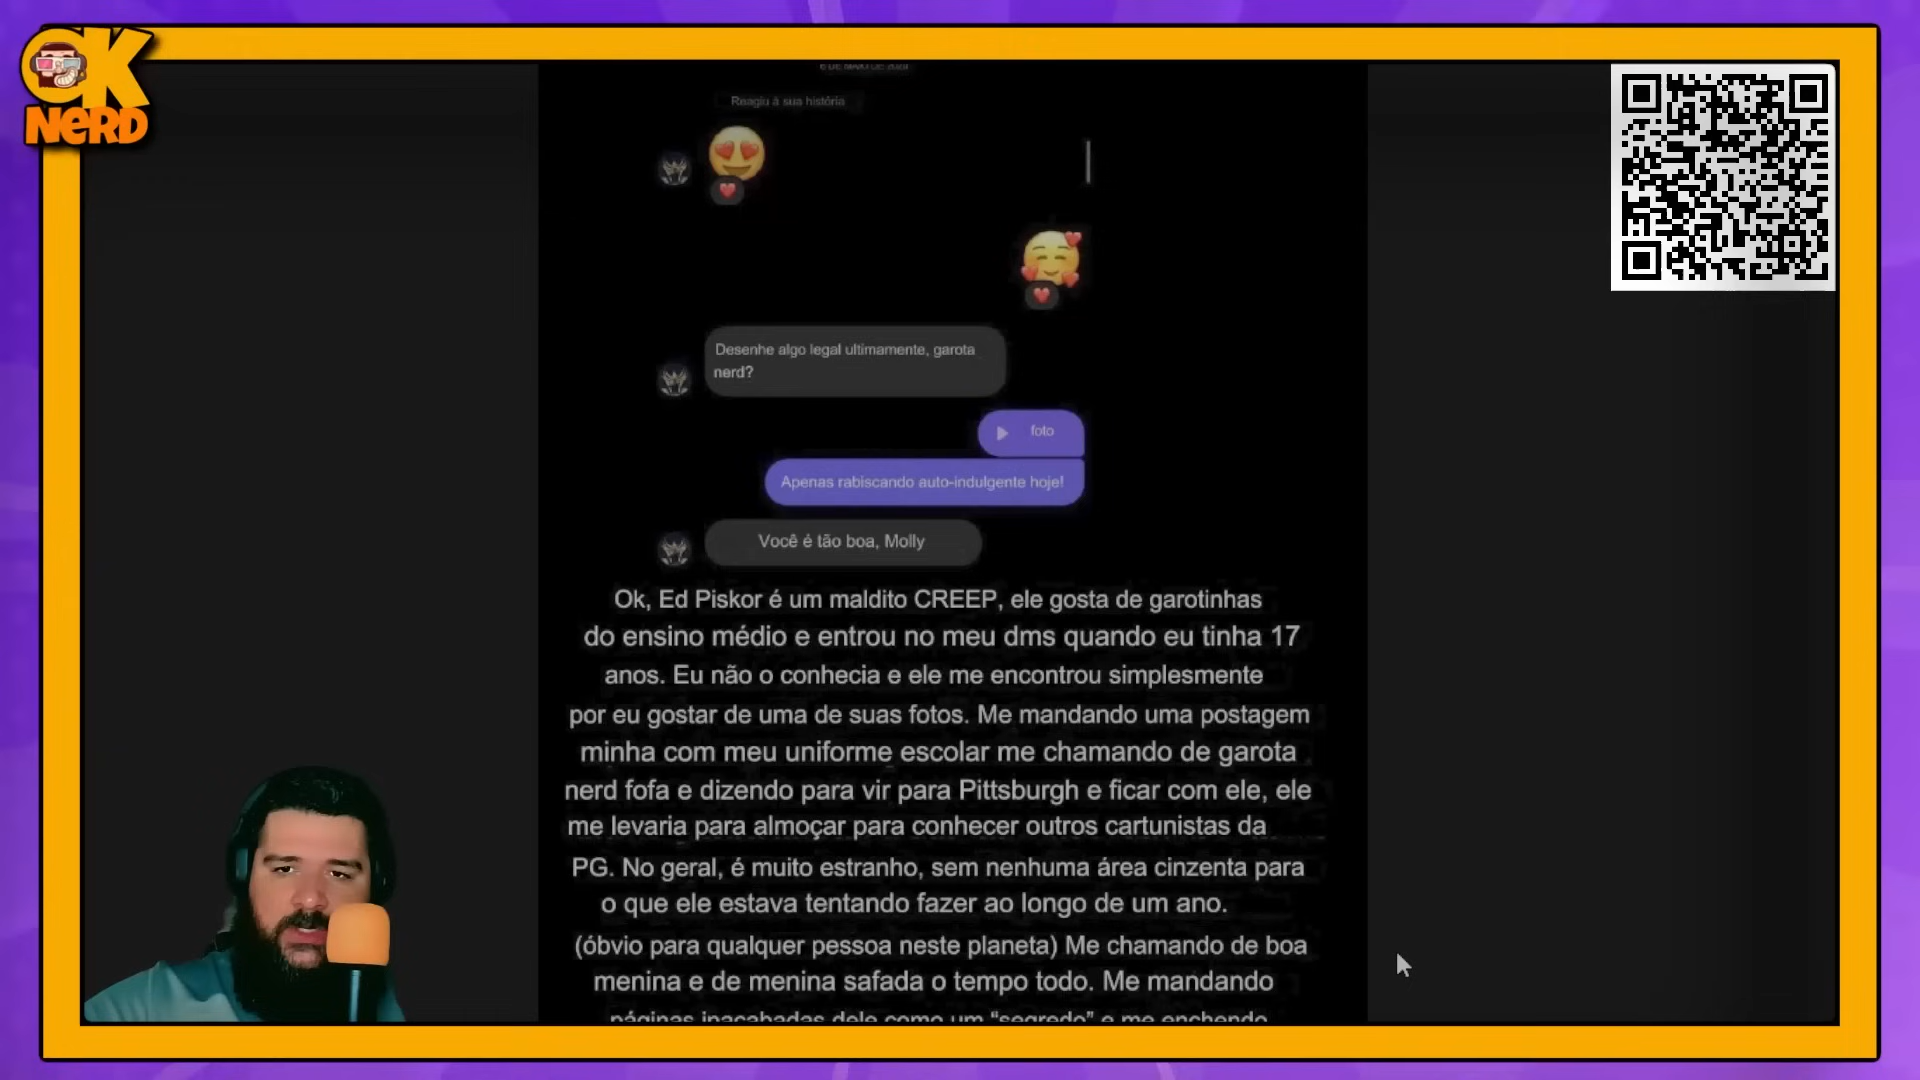 OK
NERD
6 DE MAIO DE 2020
Reagiu à sua história
Desenhe algo legal ultimamente, garota
nerd?
foto
Apenas rabiscando auto-indulgente hoje!
Você é tão boa, Molly
Ok, Ed Piskor é um maldito CREEP, ele gosta de garotinhas
do ensino médio e entrou no meu dms quando eu tinha 17
anos. Eu não o conhecia e ele me encontrou simplesmente
por eu gostar de uma de suas fotos. Me mandando uma postagem
minha com meu uniforme escolar me chamando de garota
nerd fofa e dizendo para vir para Pittsburgh e ficar com ele, ele
me levaria para almoçar para conhecer outros cartunistas da
PG. No geral, é muito estranho, sem nenhuma área cinzenta para
o que ele estava tentando fazer ao longo de um ano.
(óbvio para qualquer pessoa neste planeta) Me chamando de boa
menina e de menina safada o tempo todo. Me mandando
páginas inacabadas dele como um “segredo” e me enchendo